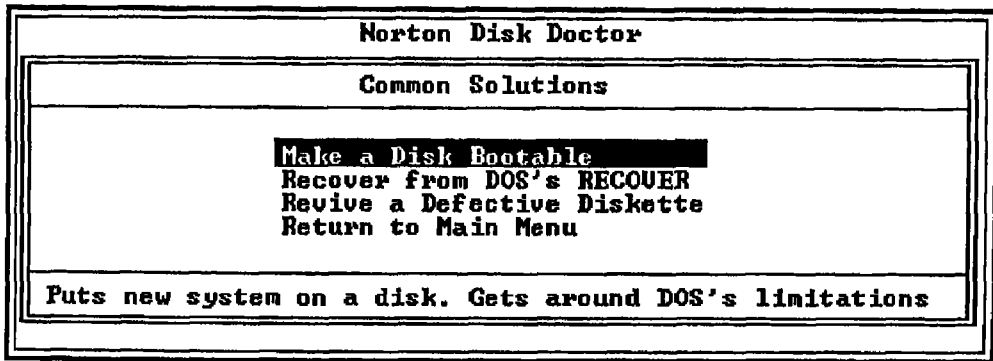 Norton Disk Doctor
Common Solutions
Make a Disk Bootable
Recover from DOS's RECOVER
Revive a Defective Diskette
Return to Main Menu
Puts new system on a disk. Gets around DOS's limitations